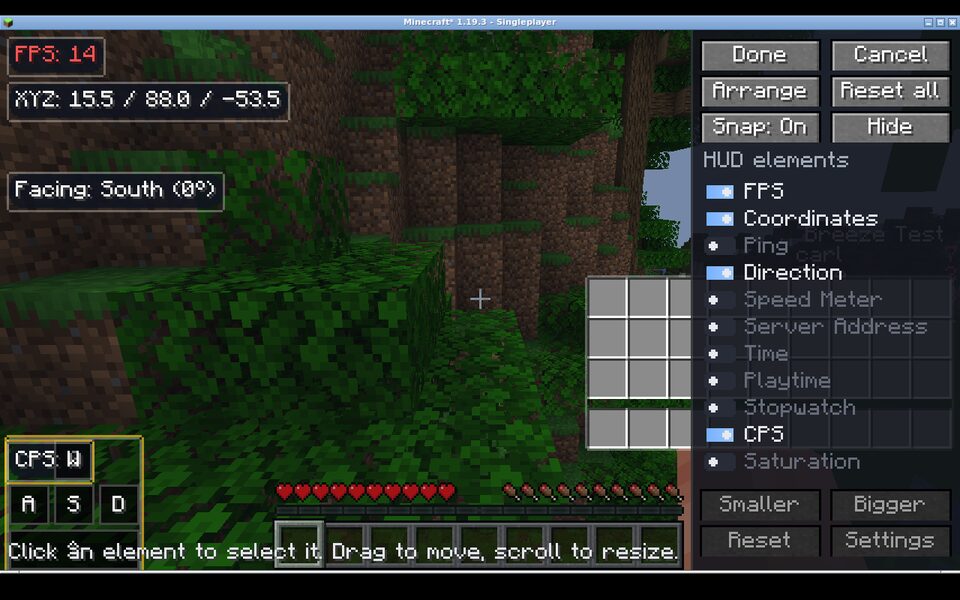 Minecraft* 1.19.3 - Singleplayer
FPS: 14
XYZ: 15.5 / 88.0 / -53.5
Facing: South (0°)
Done
Cancel
Arrange
Reset all
Snap: On
Hide
HUD elements
FPS
Coordinates
Ping
Direction
Speed Meter
Server Address
Time
Playtime
Stopwatch
CPS
Saturation
Breeze Test
carl
Smaller
Bigger
Reset
Settings
CPS W
A S D
Click an element to select it. Drag to move, scroll to resize.